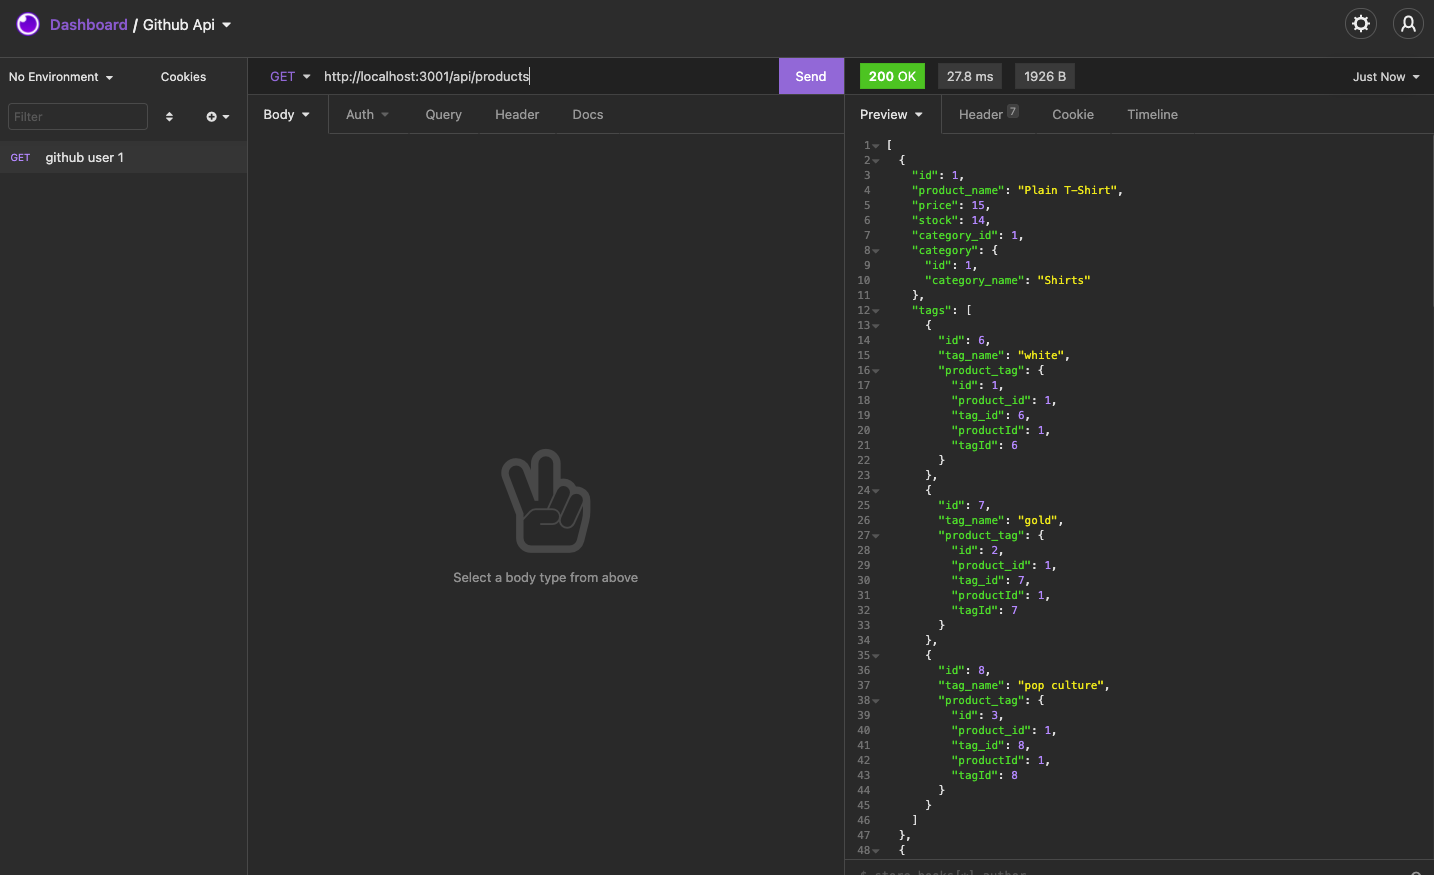 Dashboard / Github Api
No Environment
Cookies
GET
http://localhost:3001/api/products
Send
200 OK
27.8 ms
1926 B
Just Now
Filter
Body
Auth
Query
Header
Docs
Preview
Header 7
Cookie
Timeline
GET github user 1
Select a body type from above
1 [
2 {
3 "id": 1,
4 "product_name": "Plain T-Shirt",
5 "price": 15,
6 "stock": 14,
7 "category_id": 1,
8 "category": {
9 "id": 1,
10 "category_name": "Shirts"
11 },
12 "tags": [
13 {
14 "id": 6,
15 "tag_name": "white",
16 "product_tag": {
17 "id": 1,
18 "product_id": 1,
19 "tag_id": 6,
20 "productId": 1,
21 "tagId": 6
22 }
23 },
24 {
25 "id": 7,
26 "tag_name": "gold",
27 "product_tag": {
28 "id": 2,
29 "product_id": 1,
30 "tag_id": 7,
31 "productId": 1,
32 "tagId": 7
33 }
34 },
35 {
36 "id": 8,
37 "tag_name": "pop culture",
38 "product_tag": {
39 "id": 3,
40 "product_id": 1,
41 "tag_id": 8,
42 "productId": 1,
43 "tagId": 8
44 }
45 }
46 ]
47 },
48 {